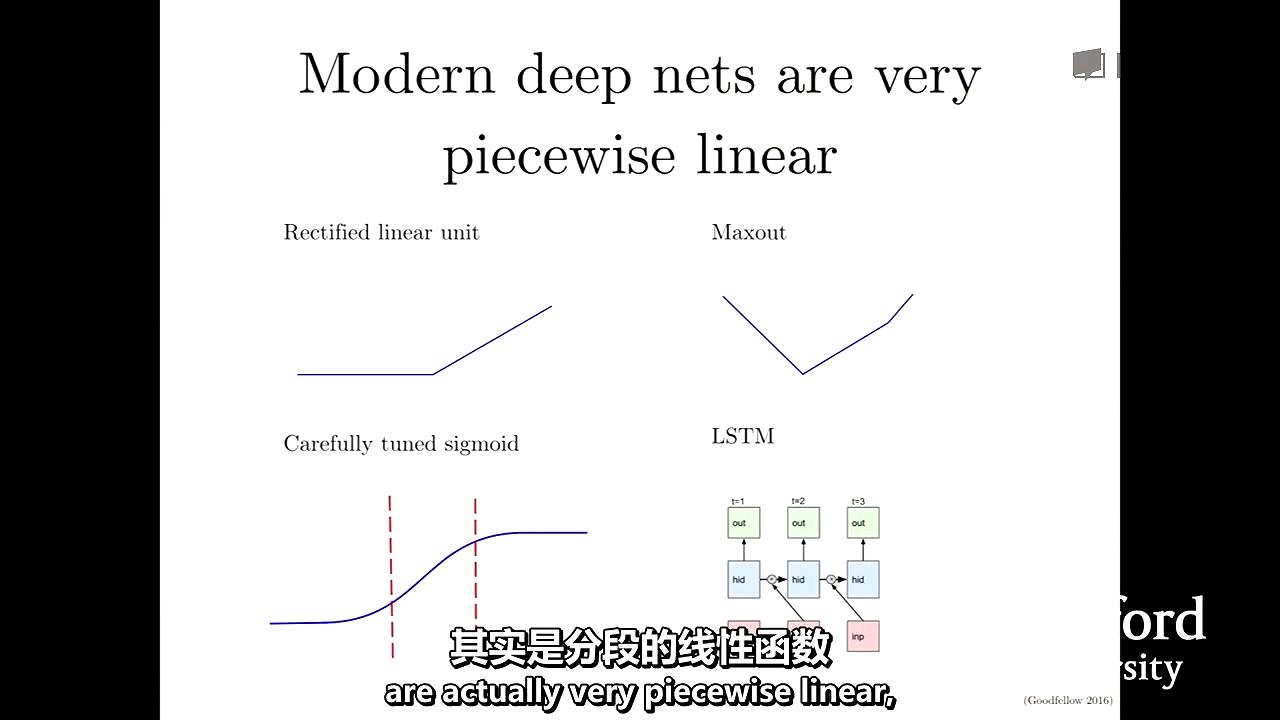 Modern deep nets are very
piecewise linear
Rectified linear unit
Maxout
Carefully tuned sigmoid
LSTM
t=1 t=2 t=3
out out out
hid hid hid
inp
其实是分段的线性函数
are actually very piecewise linear,
(Goodfellow 2016)